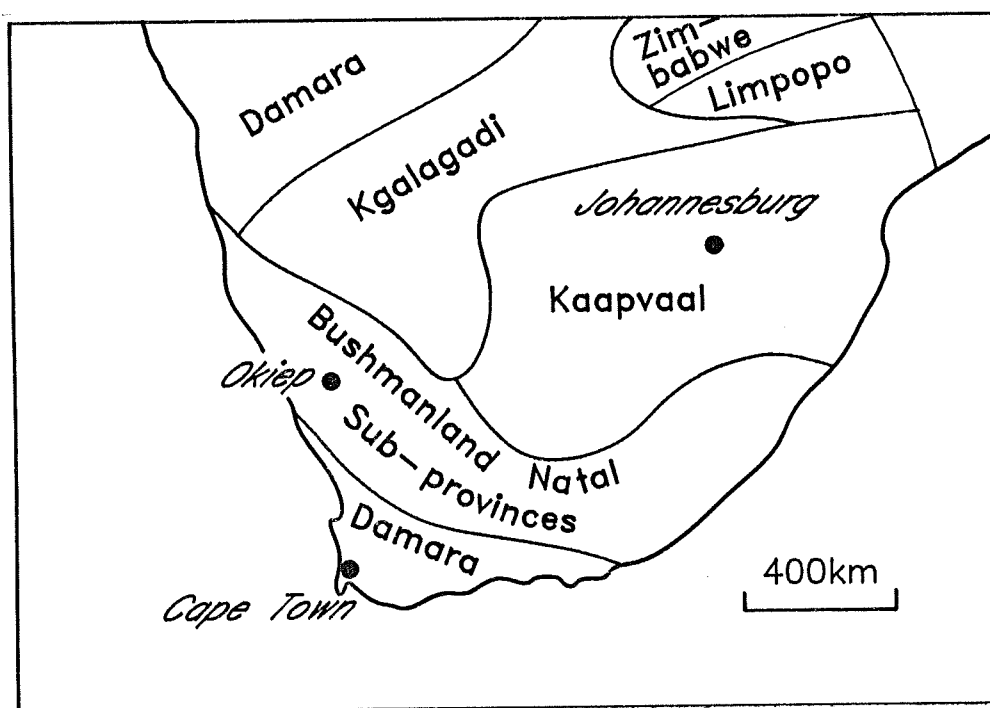 Zim-
babwe
Limpopo
Damara
Kgalagadi
Johannesburg
Kaapvaal
Bushmanland
Okiep
Sub-provinces
Natal
Damara
400km
Cape Town